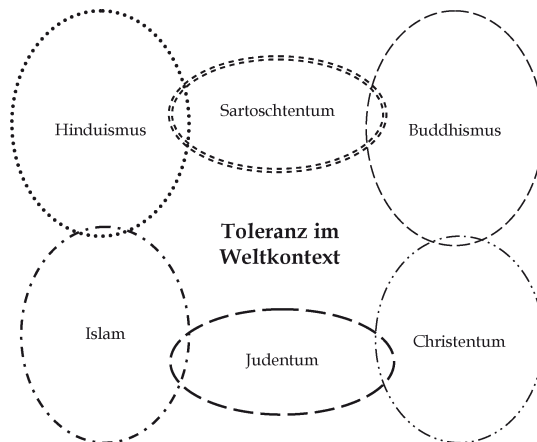 Sartoschtentum
Hinduismus
Buddhismus
Toleranz im
Weltkontext
Islam
Christentum
Judentum